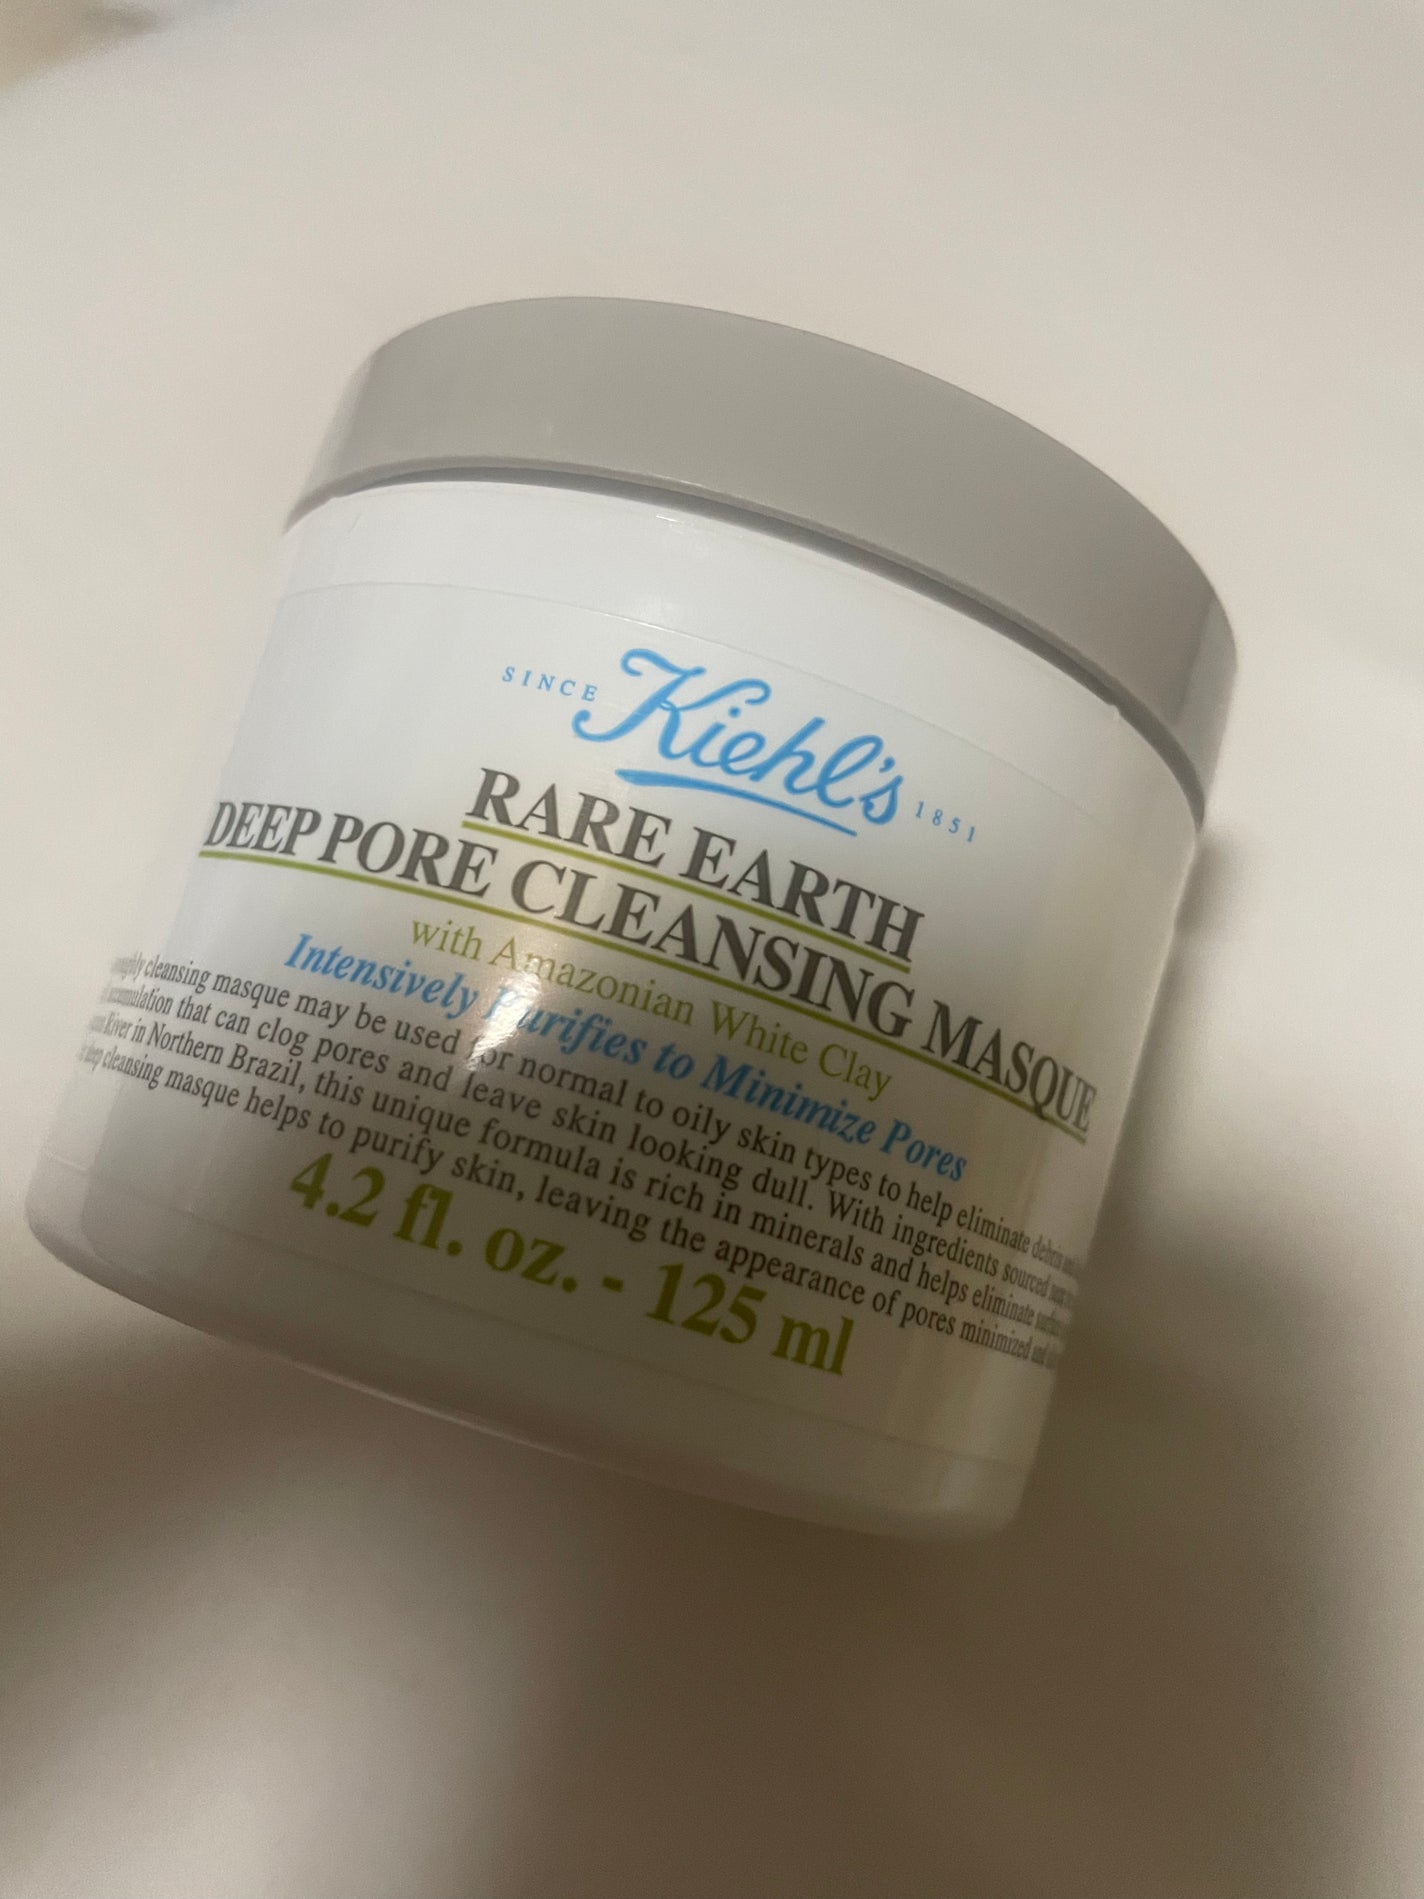 SINCE Kiehl's 1851
RARE EARTH
DEEP PORE CLEANSING MASQUE
with Amazonian White Clay
Intensively Purifies to Minimize Pores
cleansing masque may be used for normal to oily skin types to help eliminate debris
accumulation that can clog pores and leave skin looking dull. With ingredients sourced
River in Northern Brazil, this unique formula is rich in minerals and helps eliminate
deep cleansing masque helps to purify skin, leaving the appearance of pores minimized and
4.2 fl. oz. - 125 ml